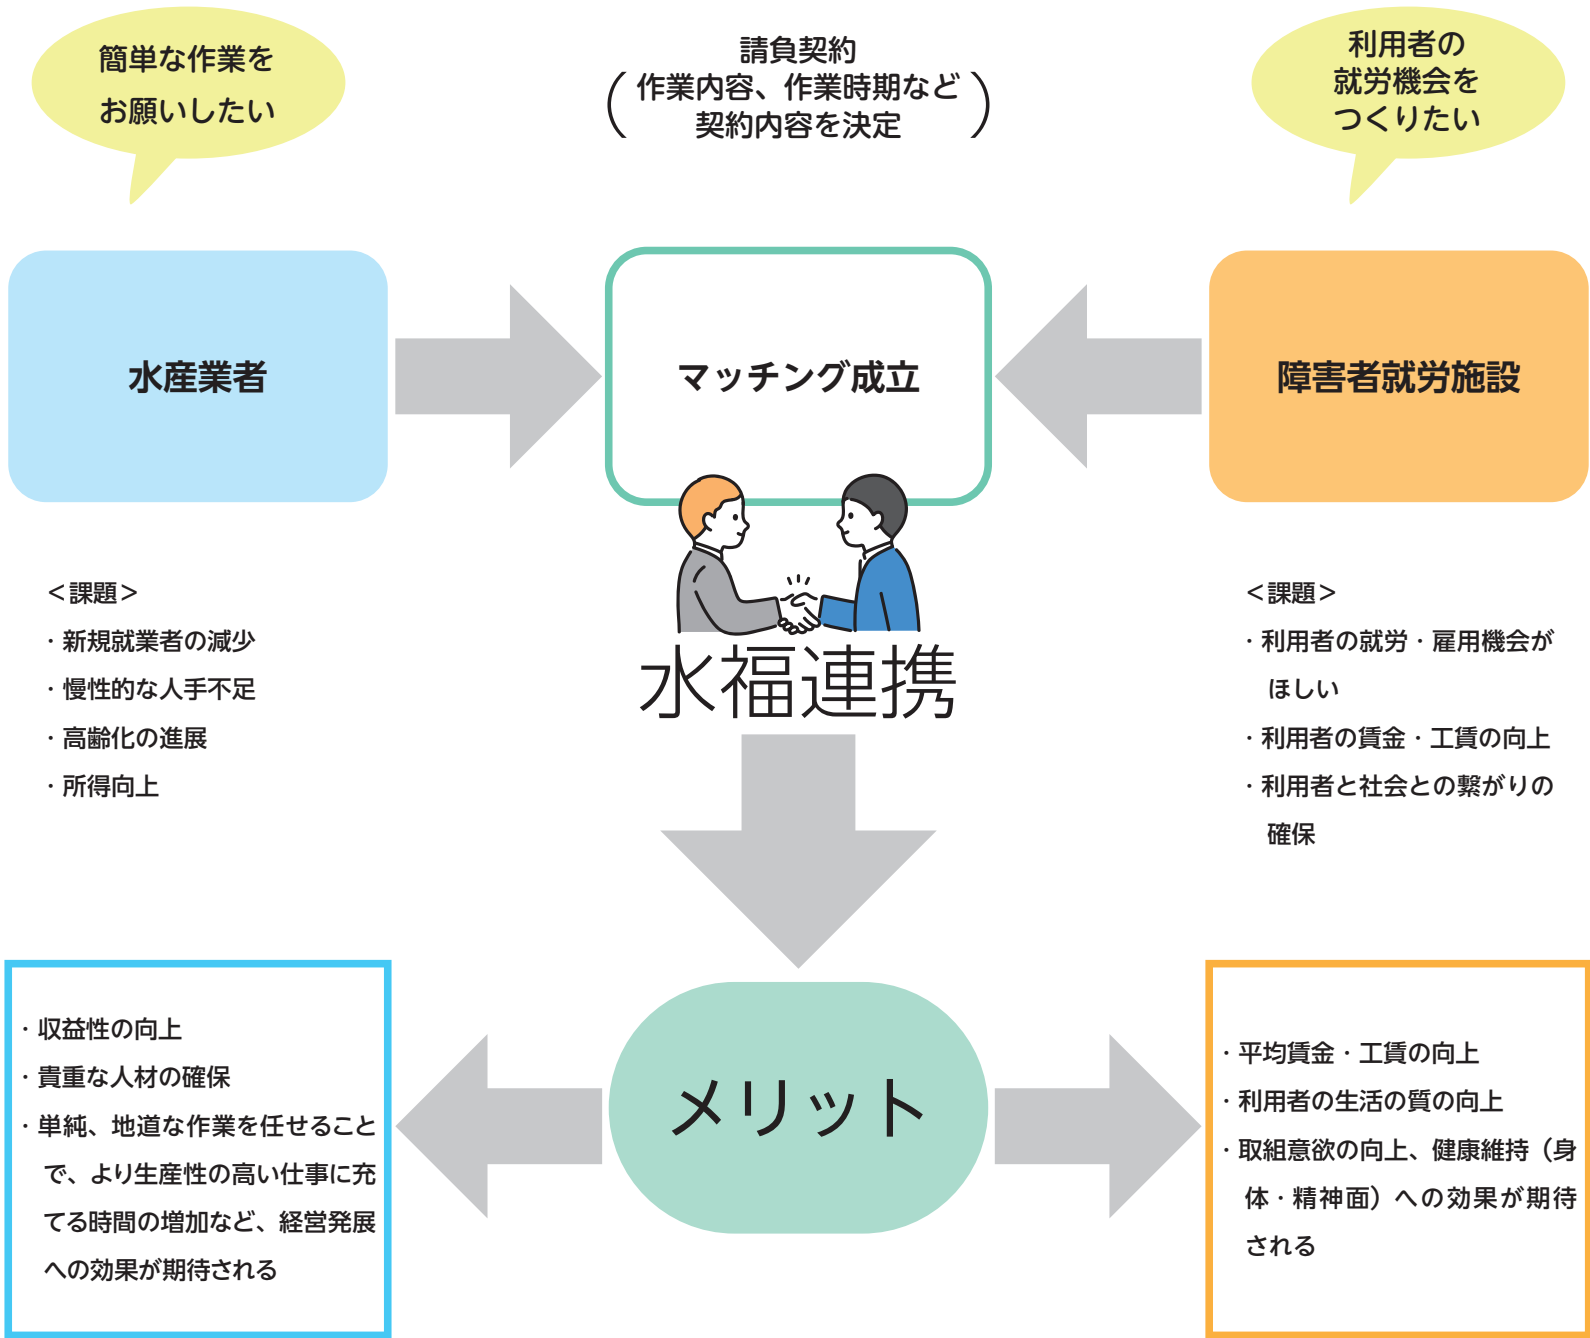 簡単な作業を
お願いしたい
請負契約
(作業内容、作業時期など
契約内容を決定)
利用者の
就労機会を
つくりたい
水産業者
マッチング成立
障害者就労施設
＜課題＞
・新規就業者の減少
・慢性的な人手不足
・高齢化の進展
・所得向上
水福連携
＜課題＞
・利用者の就労・雇用機会が
ほしい
・利用者の賃金・工賃の向上
・利用者と社会との繋がりの
確保
・収益性の向上
・貴重な人材の確保
・単純、地道な作業を任せること
で、より生産性の高い仕事に充
てる時間の増加など、経営発展
への効果が期待される
メリット
・平均賃金・工賃の向上
・利用者の生活の質の向上
・取組意欲の向上、健康維持（身
体・精神面）への効果が期待
される